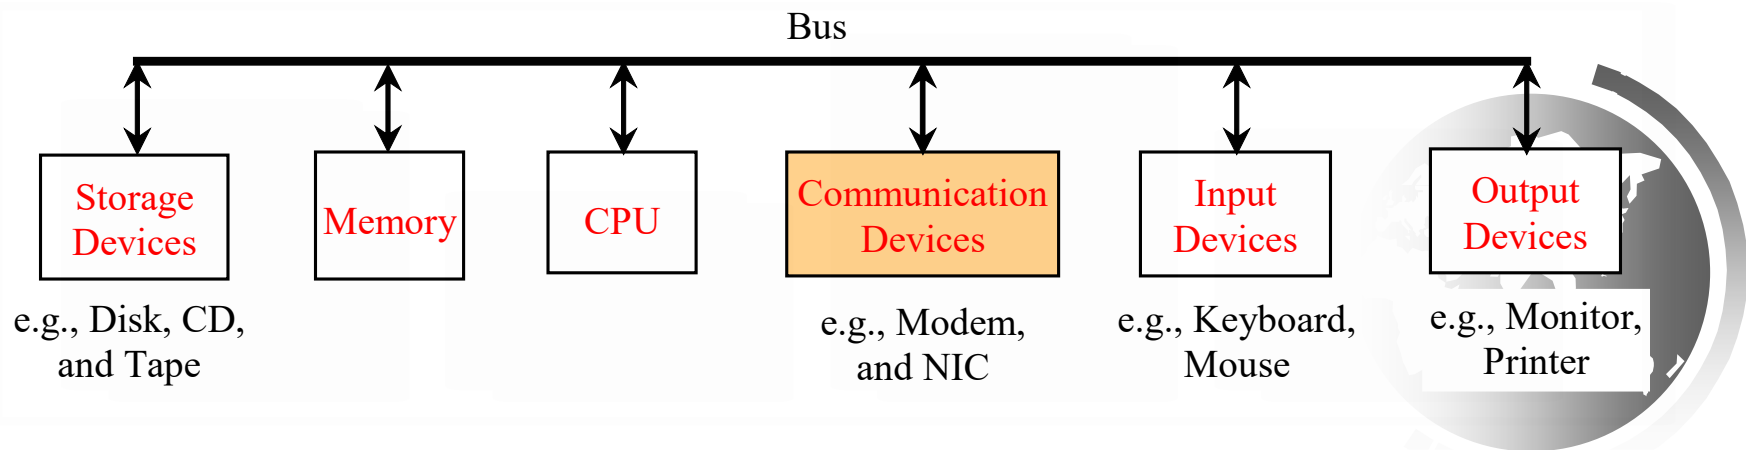 Bus
Storage
Devices
Memory
CPU
Communication
Devices
Input
Devices
Output
Devices
e.g., Disk, CD,
and Tape
e.g., Modem,
and NIC
e.g., Keyboard,
Mouse
e.g., Monitor,
Printer